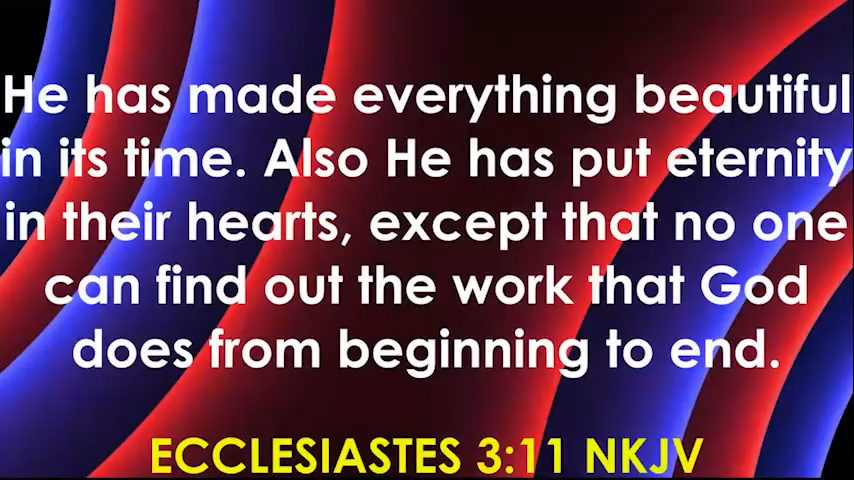 He has made everything beautiful
in its time. Also He has put eternity
in their hearts, except that no one
can find out the work that God
does from beginning to end.
ECCLESIASTES 3:11 NKJV